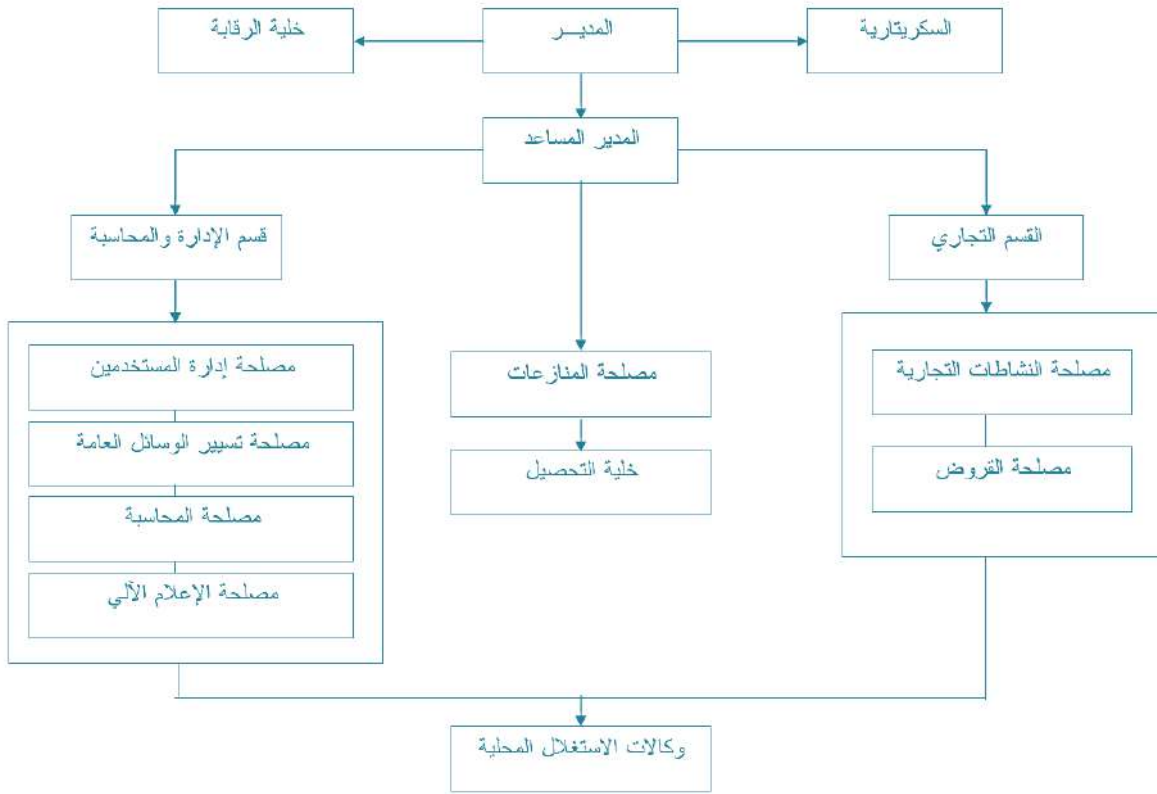 السكريتارية
المديـــر
خلية الرقابة
المدير المساعد
القسم التجاري
قسم الإدارة والمحاسبة
مصلحة النشاطات التجارية
مصلحة القروض
مصلحة المنازعات
خلية التحصيل
مصلحة إدارة المستخدمين
مصلحة تسيير الوسائل العامة
مصلحة المحاسبة
مصلحة الإعلام الآلي
وكالات الاستغلال المحلية